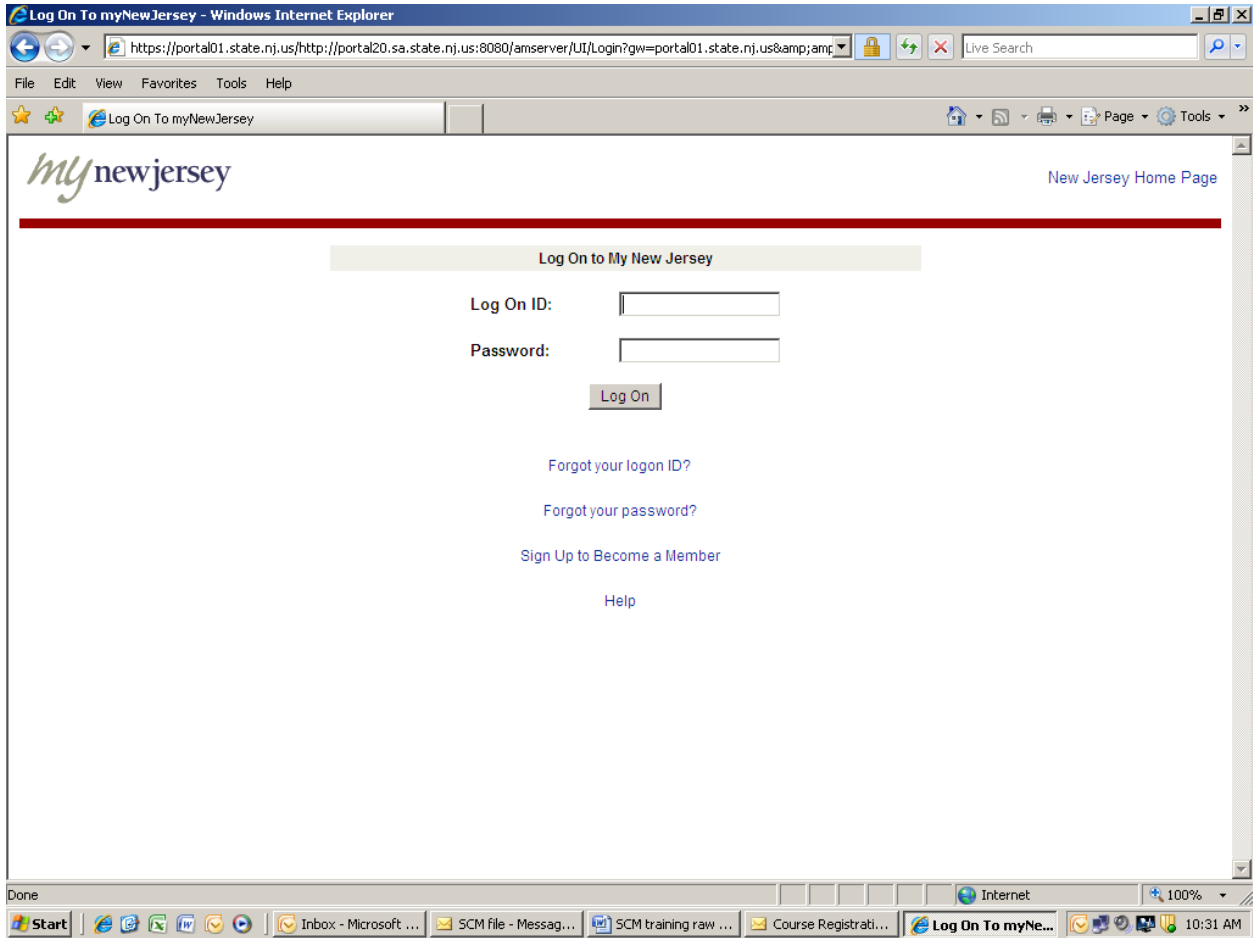 Log On To myNewJersey - Windows Internet Explorer
https://portal01.state.nj.us/http://portal20.sa.state.nj.us:8080/amserver/UI/Login?gw=portal01.state.nj.us&amp;amp
Live Search
File Edit View Favorites Tools Help
Log On To myNewJersey
Page Tools »
my newjersey
New Jersey Home Page
Log On to My New Jersey
Log On ID:
Password:
Log On
Forgot your logon ID?
Forgot your password?
Sign Up to Become a Member
Help
Done Internet 100%
Start Inbox - Microsoft ... SCM file - Messag... SCM training raw ... Course Registrati... Log On To myNe... 10:31 AM